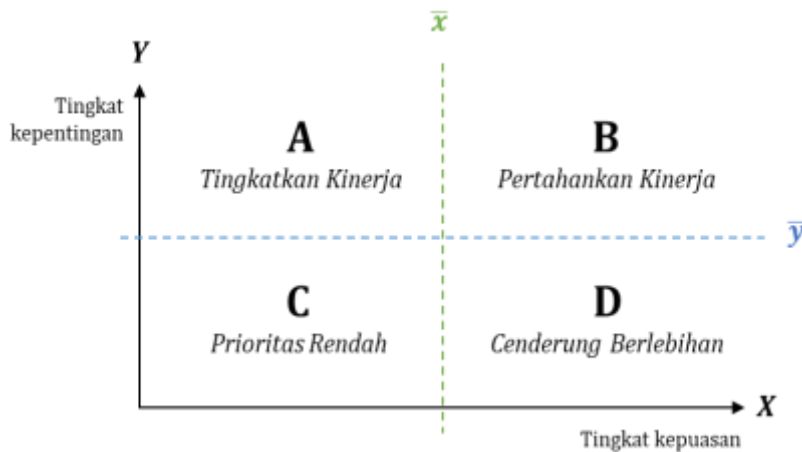 x̅
Y
Tingkat
kepentingan
A
Tingkatkan Kinerja
B
Pertahankan Kinerja
y̅
C
Prioritas Rendah
D
Cenderung Berlebihan
X
Tingkat kepuasan